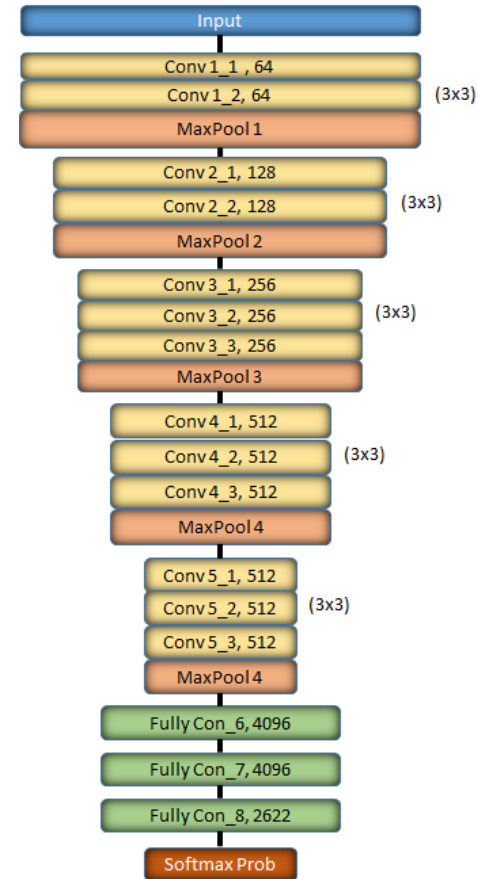 Input
Conv 1_1 , 64
Conv 1_2, 64
(3x3)
MaxPool 1
Conv 2_1, 128
Conv 2_2, 128
(3x3)
MaxPool 2
Conv 3_1, 256
Conv 3_2, 256
(3x3)
Conv 3_3, 256
MaxPool 3
Conv 4_1, 512
Conv 4_2, 512
(3x3)
Conv 4_3, 512
MaxPool 4
Conv 5_1, 512
Conv 5_2, 512
(3x3)
Conv 5_3, 512
MaxPool 4
Fully Con_6, 4096
Fully Con_7, 4096
Fully Con_8, 2622
Softmax Prob